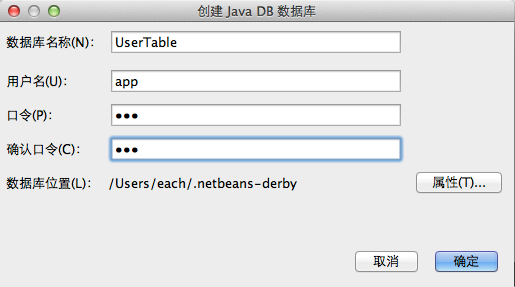 创建 Java DB 数据库
数据库名称(N): UserTable
用户名(U): app
口令(P): •••
确认口令(C): •••
数据库位置(L): /Users/each/.netbeans-derby 属性(T)...
取消 确定